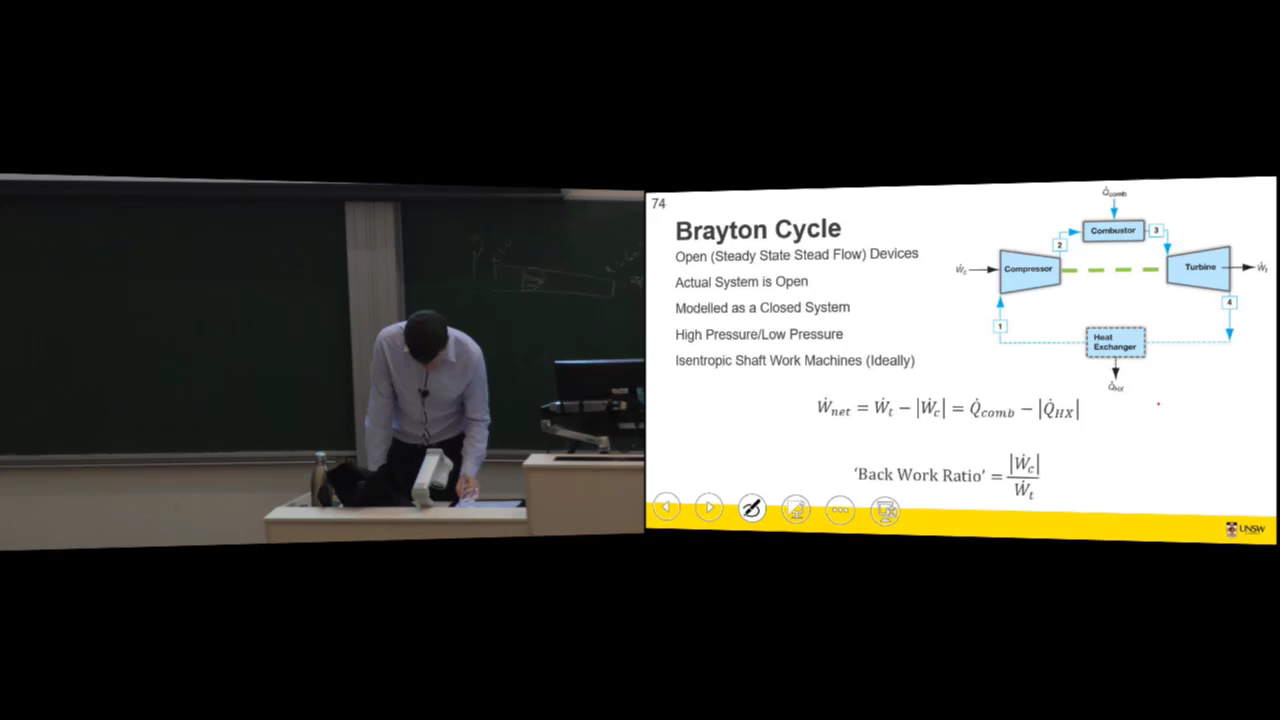 74
Brayton Cycle
Open (Steady State Stead Flow) Devices
Actual System is Open
Modelled as a Closed System
High Pressure/Low Pressure
Isentropic Shaft Work Machines (Ideally)
Q̇comb
Combustor
2
3
Ẇc
Compressor
Turbine
Ẇt
1
4
Heat
Exchanger
Q̇HX
Ẇnet = Ẇt − |Ẇc| = Q̇comb − |Q̇HX|
'Back Work Ratio' = |Ẇc| / Ẇt
UNSW